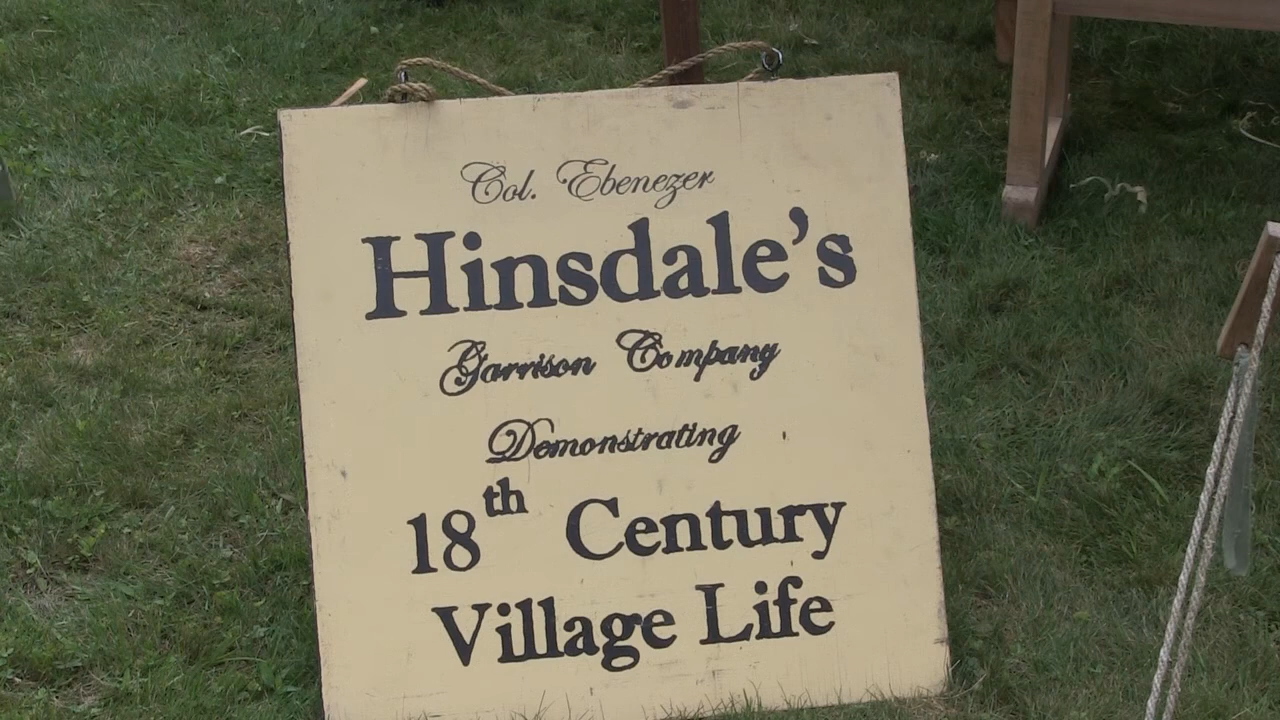 Col. Ebenezer
Hinsdale's
Garrison Company
Demonstrating
18th Century
Village Life